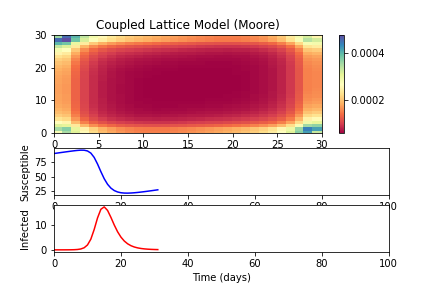 Coupled Lattice Model (Moore)
30
20
10
0
0 5 10 15 20 25 30
0.0004
0.0002
Susceptible
75
50
25
0 20 40 60 80 100
Infected
10
0
0 20 40 60 80 100
Time (days)